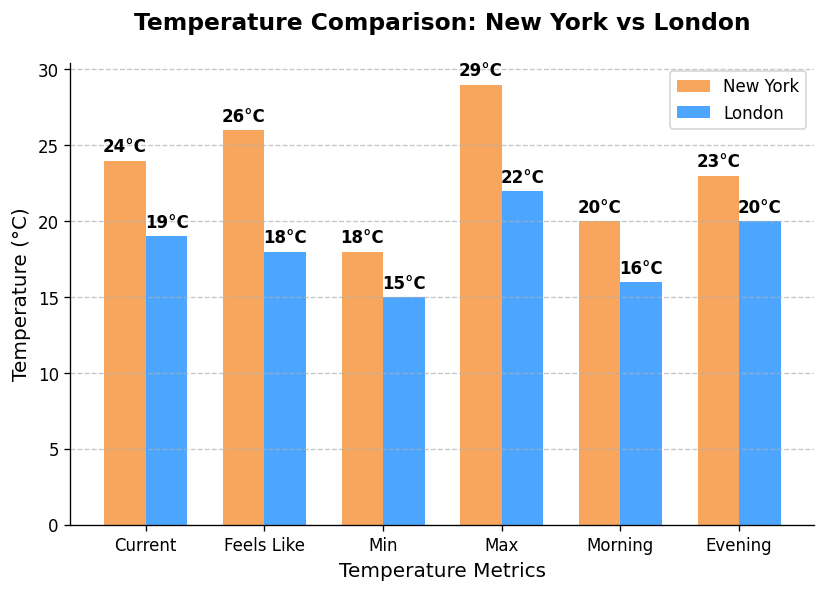 Temperature Comparison: New York vs London
30
25
20
15
10
5
0
Temperature (°C)
24°C
19°C
26°C
18°C
18°C
15°C
29°C
22°C
20°C
16°C
23°C
20°C
New York
London
Current
Feels Like
Min
Max
Morning
Evening
Temperature Metrics